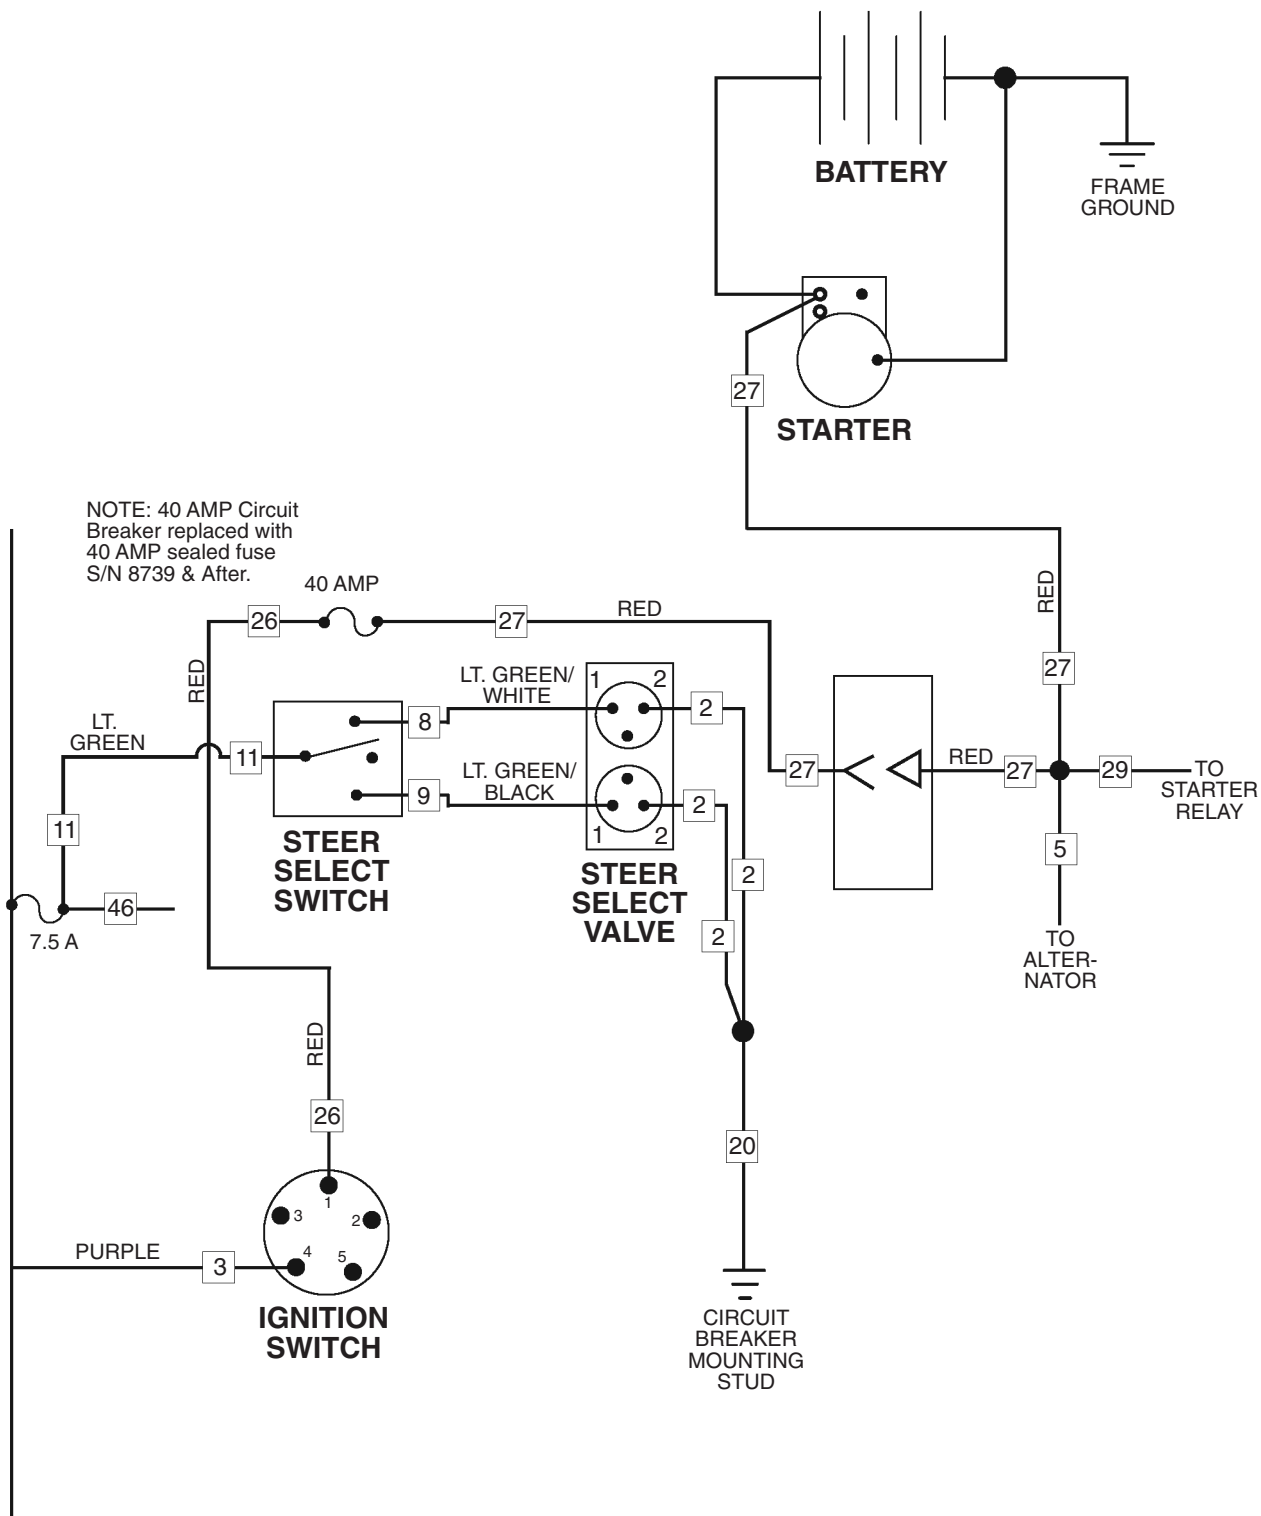 BATTERY
FRAME
GROUND
27
STARTER
NOTE: 40 AMP Circuit
Breaker replaced with
40 AMP sealed fuse
S/N 8739 & After.
40 AMP
26
27
RED
RED
27
RED
LT. GREEN/
WHITE
1
2
8
2
LT.
GREEN
11
LT. GREEN/
BLACK
9
2
1
2
27
RED
27
29
TO
STARTER
RELAY
11
STEER
SELECT
SWITCH
STEER
SELECT
VALVE
2
5
46
7.5 A
2
TO
ALTER-
NATOR
RED
26
20
1
3
2
4
5
PURPLE
3
IGNITION
SWITCH
CIRCUIT
BREAKER
MOUNTING
STUD